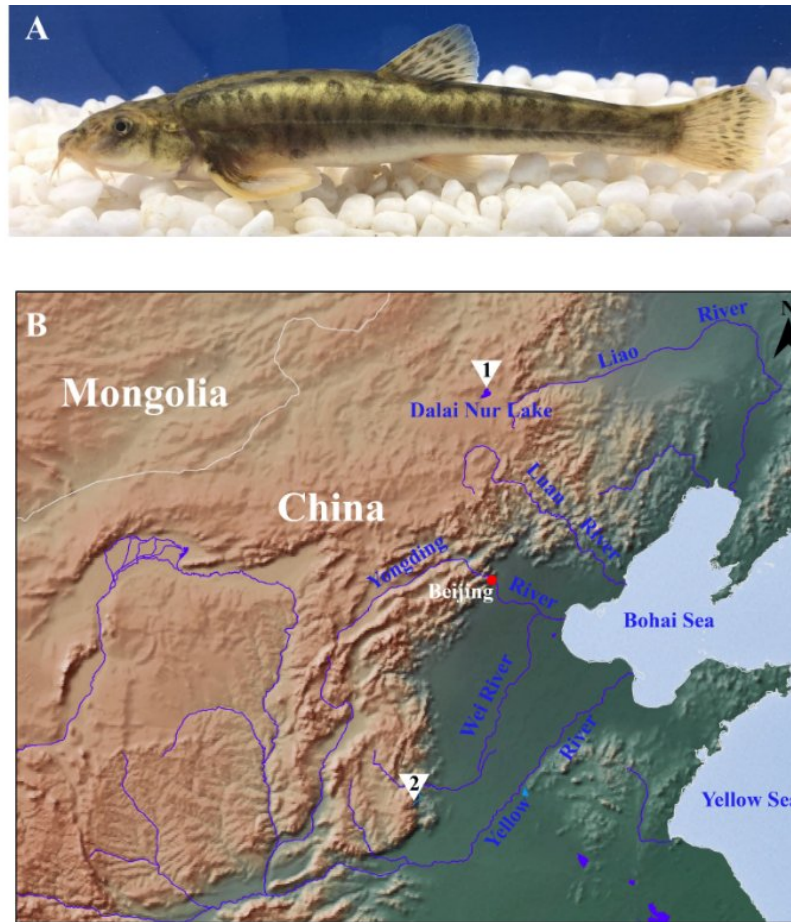 A
B
N
River
Liao
1
Dalai Nur Lake
Mongolia
China
Luan
River
Yongding
Beijing
River
Bohai Sea
Wei River
2
River
Yellow
Yellow Sea